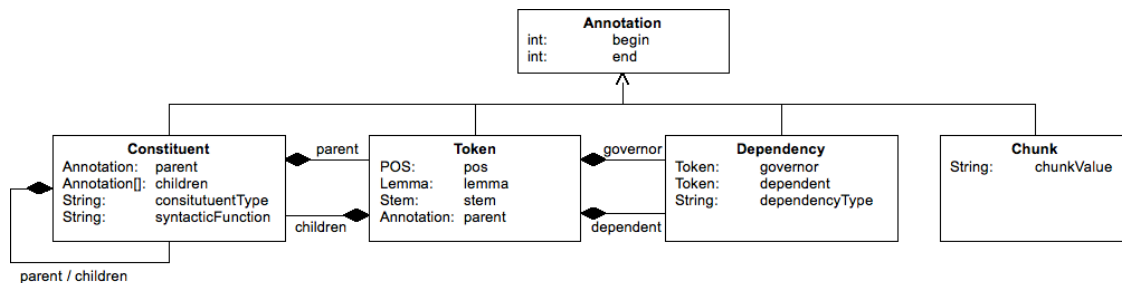 Annotation
int: begin
int: end
Constituent
Annotation: parent
Annotation[]: children
String: consitutuentType
String: syntacticFunction
parent
children
parent / children
Token
POS: pos
Lemma: lemma
Stem: stem
Annotation: parent
governor
dependent
Dependency
Token: governor
Token: dependent
String: dependencyType
Chunk
String: chunkValue